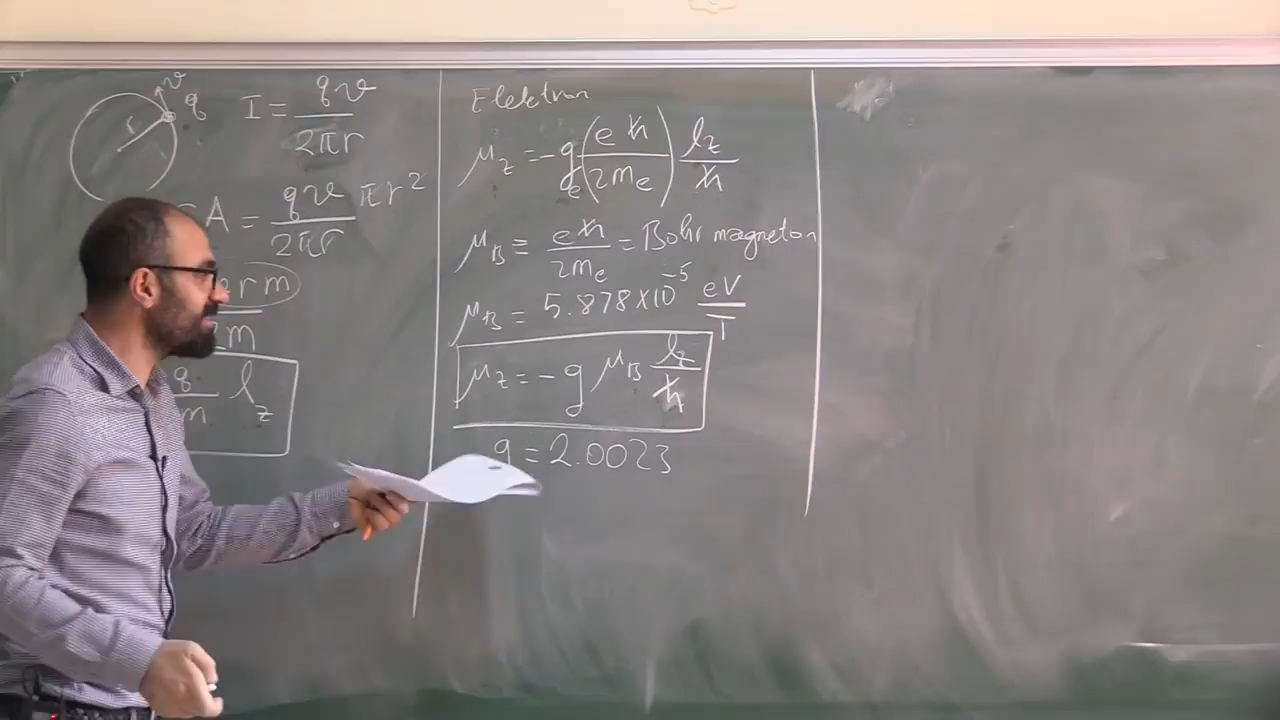 v
q
r
I = qv / 2πr
A = qv / 2πr πr²
rm
2m
q / m l_z
Elektron
μ_z = -g_e (eħ / 2m_e) l_z / ħ
μ_B ≡ eħ / 2m_e = Bohr magneton
μ_B = 5.878×10⁻⁵ eV / T
μ_z = -g μ_B l_z / ħ
g = 2.0023